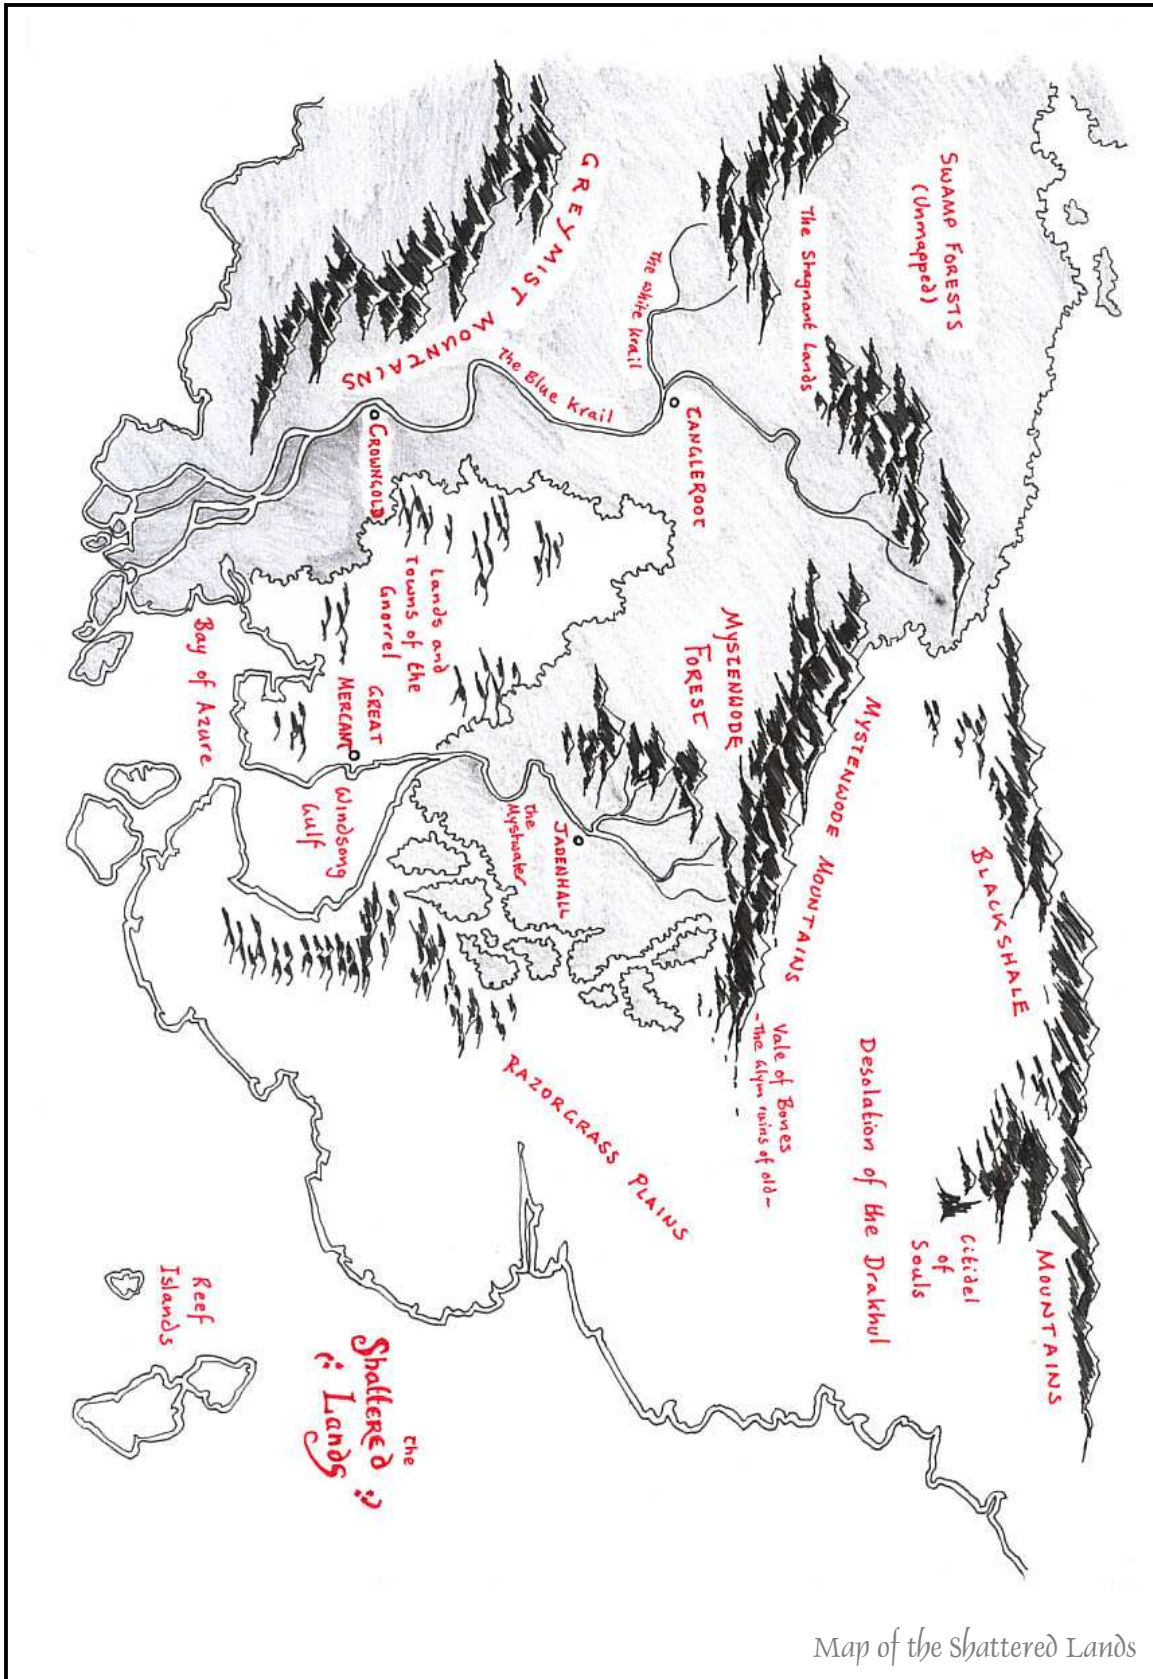 SWAMP FORESTS
(Unmapped)
The Stagnant Lands
GREYMIST MOUNTAINS
The White Krail
The Blue Krail
TANGLEROOT
CROWNGOLD
Lands and
Towns of the
Gnorrel
MYSTENWODE
FOREST
MYSTENWODE MOUNTAINS
BLACKSHALE
MOUNTAINS
GREAT
MERCANT
Bay of Azure
Windsong
Gulf
The
Mystwater
JADENHALL
Vale of Bones
-The Glym ruins of old-
Desolation of the Drakhul
Citidel
of
Souls
RAZORGRASS PLAINS
Reef
Islands
the
Shattered
Lands
Map of the Shattered Lands